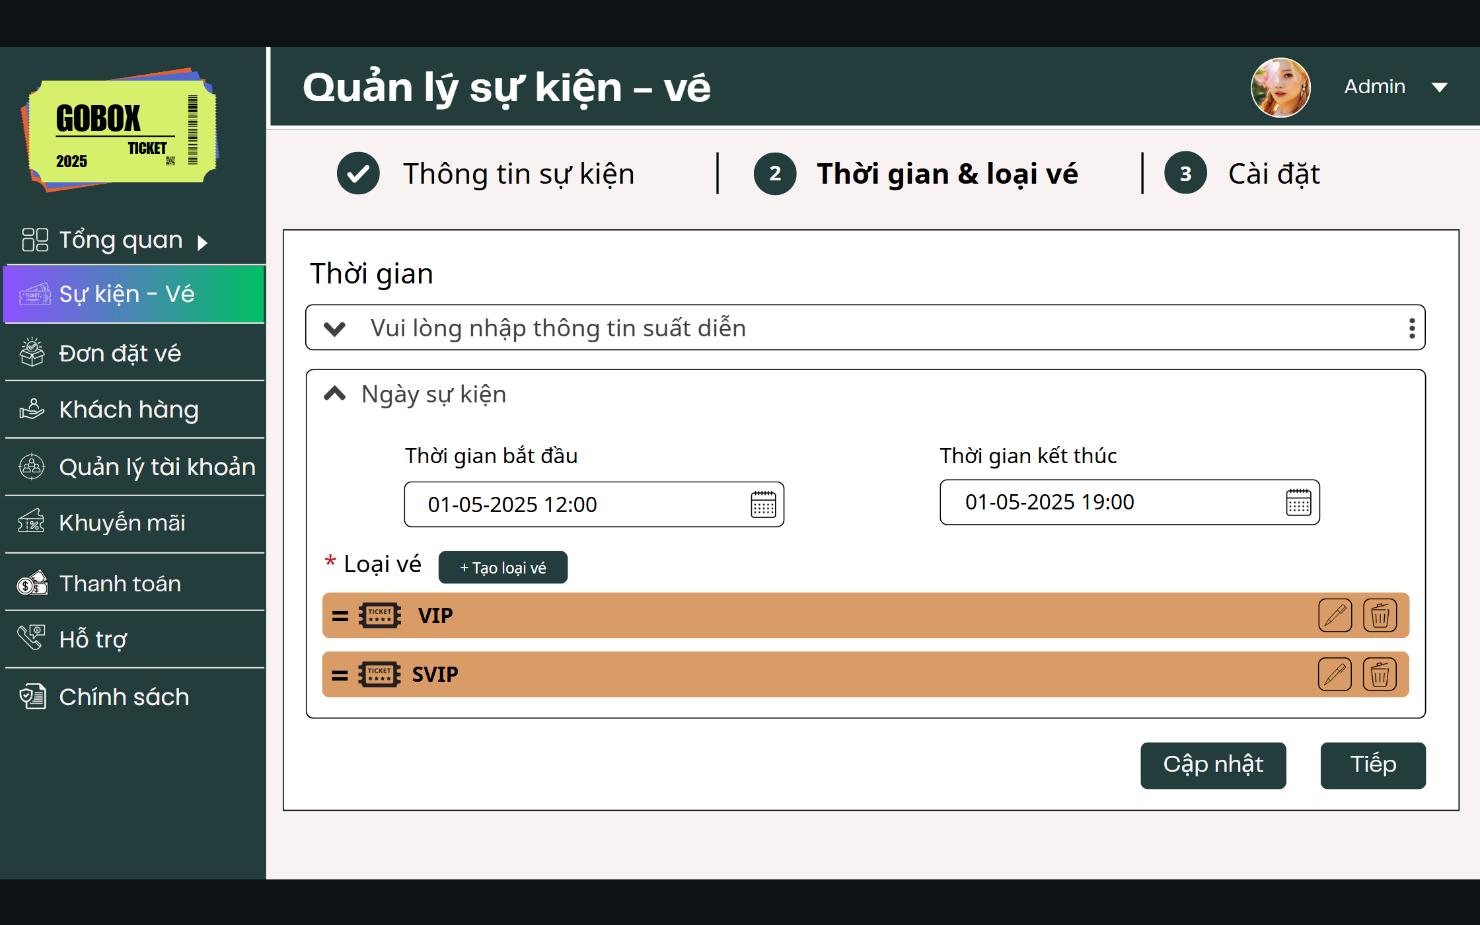 GOBOX
TICKET
2025
Tổng quan
Sự kiện - Vé
Đơn đặt vé
Khách hàng
Quản lý tài khoản
Khuyến mãi
Thanh toán
Hỗ trợ
Chính sách
Quản lý sự kiện – vé
Admin
Thông tin sự kiện
2 Thời gian & loại vé
3 Cài đặt
Thời gian
Vui lòng nhập thông tin suất diễn
Ngày sự kiện
Thời gian bắt đầu
Thời gian kết thúc
01-05-2025 12:00
01-05-2025 19:00
* Loại vé
+ Tạo loại vé
TICKET VIP
TICKET SVIP
Cập nhật
Tiếp